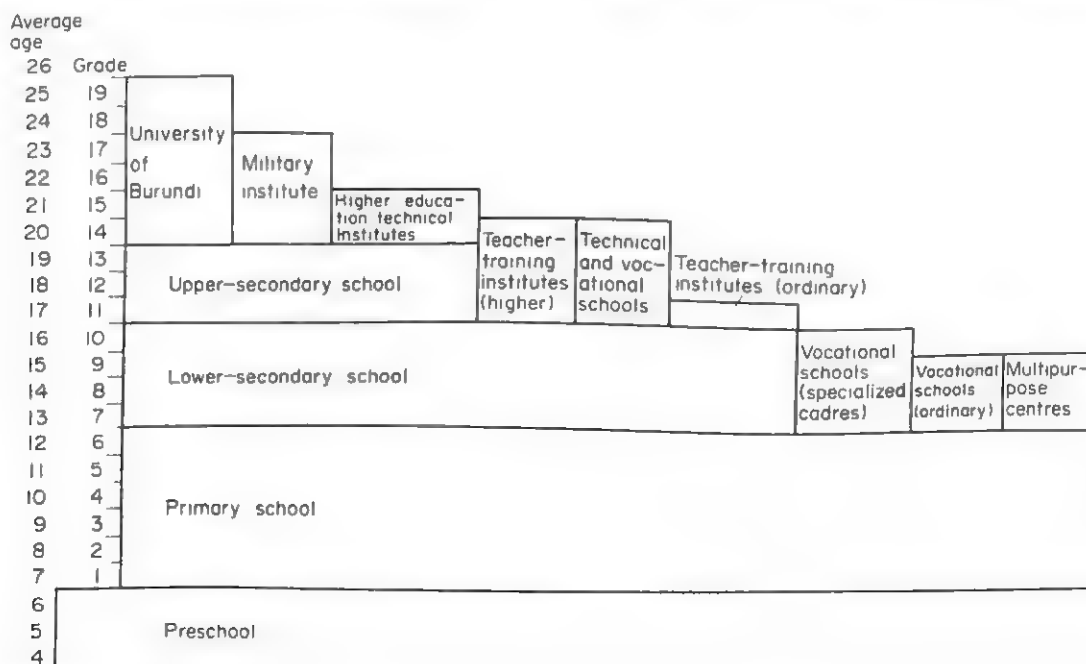 Average
age
26 Grade
25 19
24 18
23 17
22 16
21 15
20 14
19 13
18 12
17 11
16 10
15 9
14 8
13 7
12 6
11 5
10 4
9 3
8 2
7 1
6
5
4
University
of
Burundi
Military
institute
Higher educa-
tion technical
institutes
Teacher-
training
institutes
(higher)
Technical
and voc-
ational
schools
Teacher-training
institutes (ordinary)
Upper-secondary school
Lower-secondary school
Vocational
schools
(specialized
cadres)
Vocational
schools
(ordinary)
Multipur-
pose
centres
Primary school
Preschool